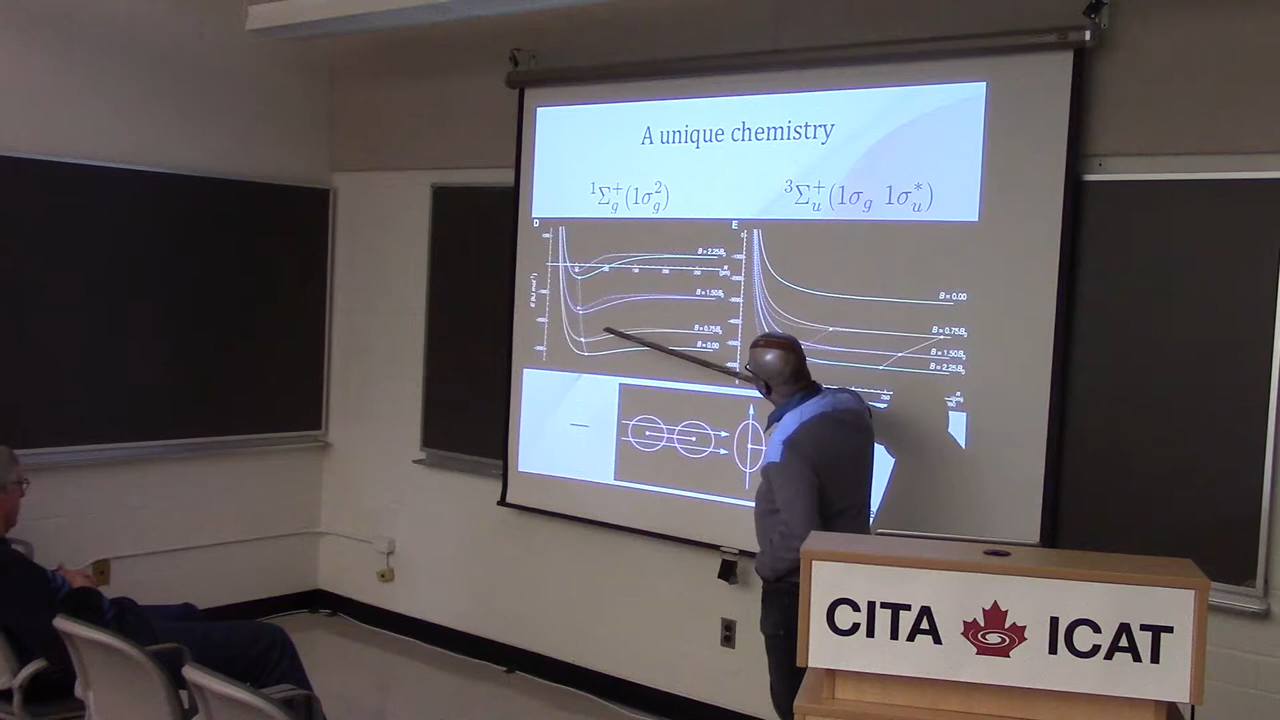 A unique chemistry
¹Σ⁺g(1σ²g)
³Σ⁺u(1σg 1σ*u)
D
E
B = 2.25B₀
B = 1.50B₀
B = 0.75B₀
B = 0.00
B = 0.00
B = 0.75B₀
B = 1.50B₀
B = 2.25B₀
250
CITA ICAT